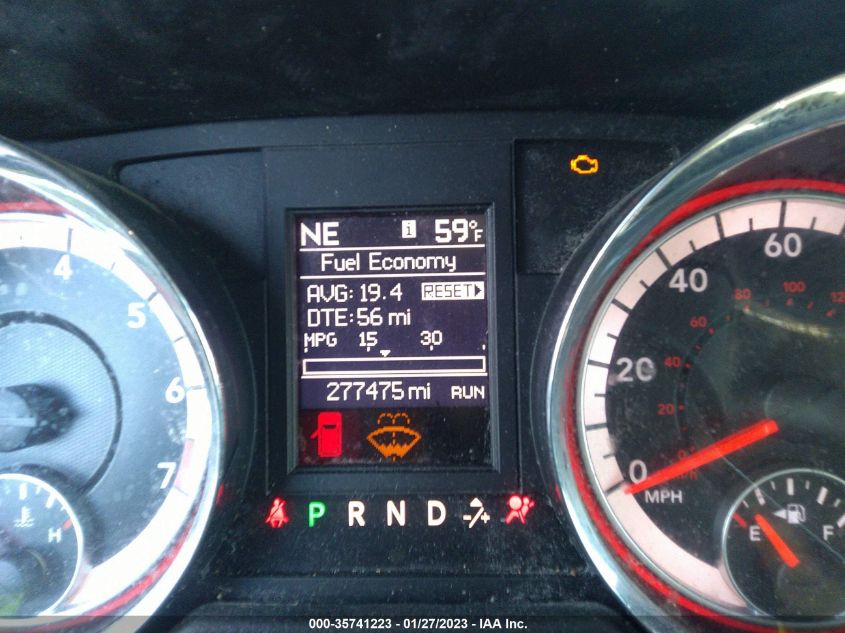 NE i 59°F
Fuel Economy
AVG: 19.4 RESET
DTE: 56 mi
MPG 15 30
277475 mi RUN
4
5
6
7
H
P R N D -/+
0
20
40
60
MPH
20
40
60
80
100
E F
000-35741223 - 01/27/2023 - IAA Inc.